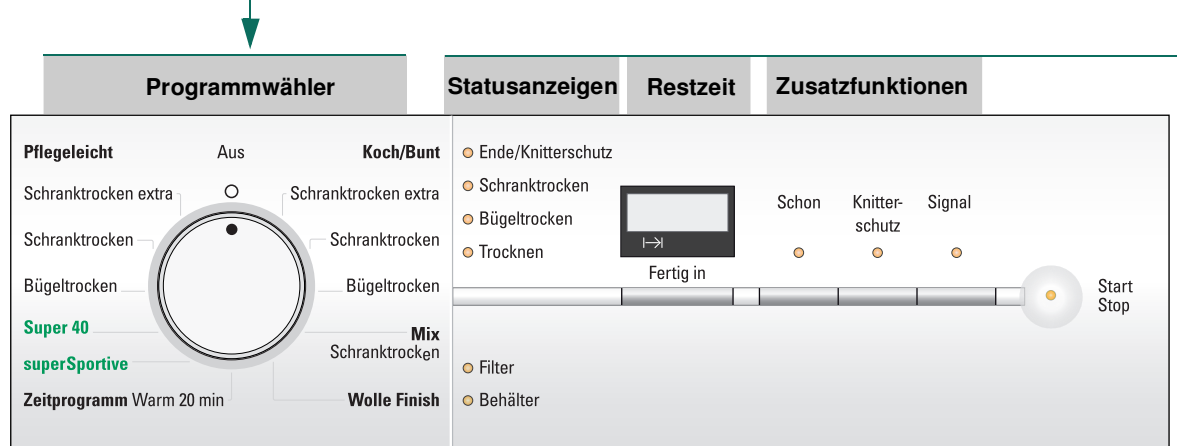 Programmwähler
Statusanzeigen
Restzeit
Zusatzfunktionen
Pflegeleicht
Aus
Koch/Bunt
Schranktrocken extra
Schranktrocken extra
Schranktrocken
Schranktrocken
Bügeltrocken
Bügeltrocken
Super 40
Mix
Schranktrocken
superSportive
Zeitprogramm Warm 20 min
Wolle Finish
Ende/Knitterschutz
Schranktrocken
Bügeltrocken
Trocknen
Fertig in
Schon
Knitter-
schutz
Signal
Start
Stop
Filter
Behälter